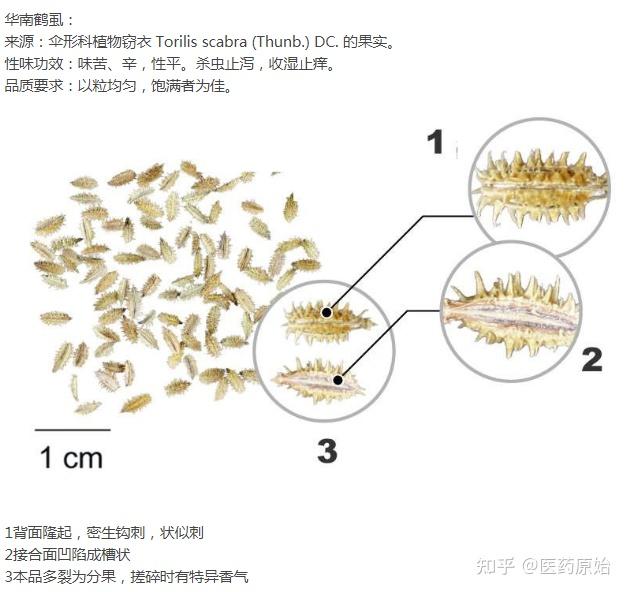 华南鹤虱：
来源：伞形科植物窃衣 Torilis scabra (Thunb.) DC. 的果实。
性味功效：味苦、辛，性平。杀虫止泻，收湿止痒。
品质要求：以粒均匀，饱满者为佳。
1
2
3
1 cm
1背面隆起，密生钩刺，状似刺
2接合面凹陷成槽状
3本品多裂为分果，搓碎时有特异香气
知乎 @医药原始